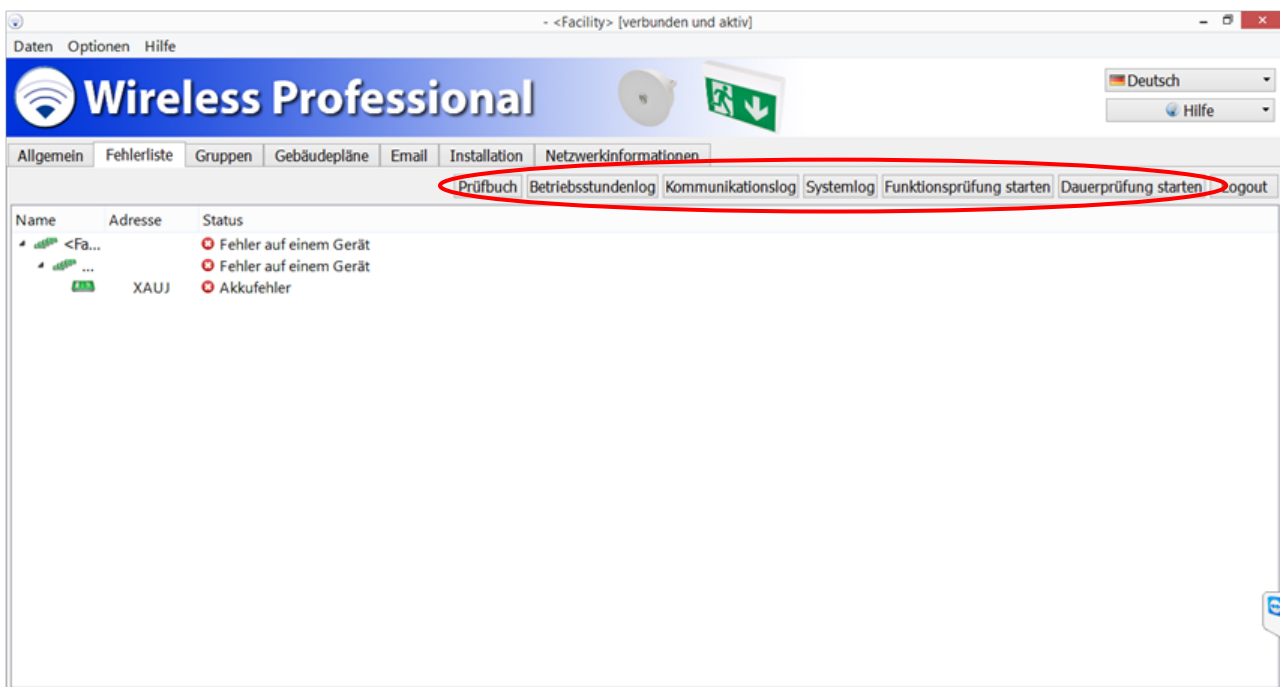 - <Facility> [verbunden und aktiv]
Daten Optionen Hilfe
Wireless Professional
Deutsch
Hilfe
Allgemein Fehlerliste Gruppen Gebäudepläne Email Installation Netzwerkinformationen
Prüfbuch Betriebsstundenlog Kommunikationslog Systemlog Funktionsprüfung starten Dauerprüfung starten Logout
Name Adresse Status
<Fa... Fehler auf einem Gerät
... Fehler auf einem Gerät
XAUJ Akkufehler